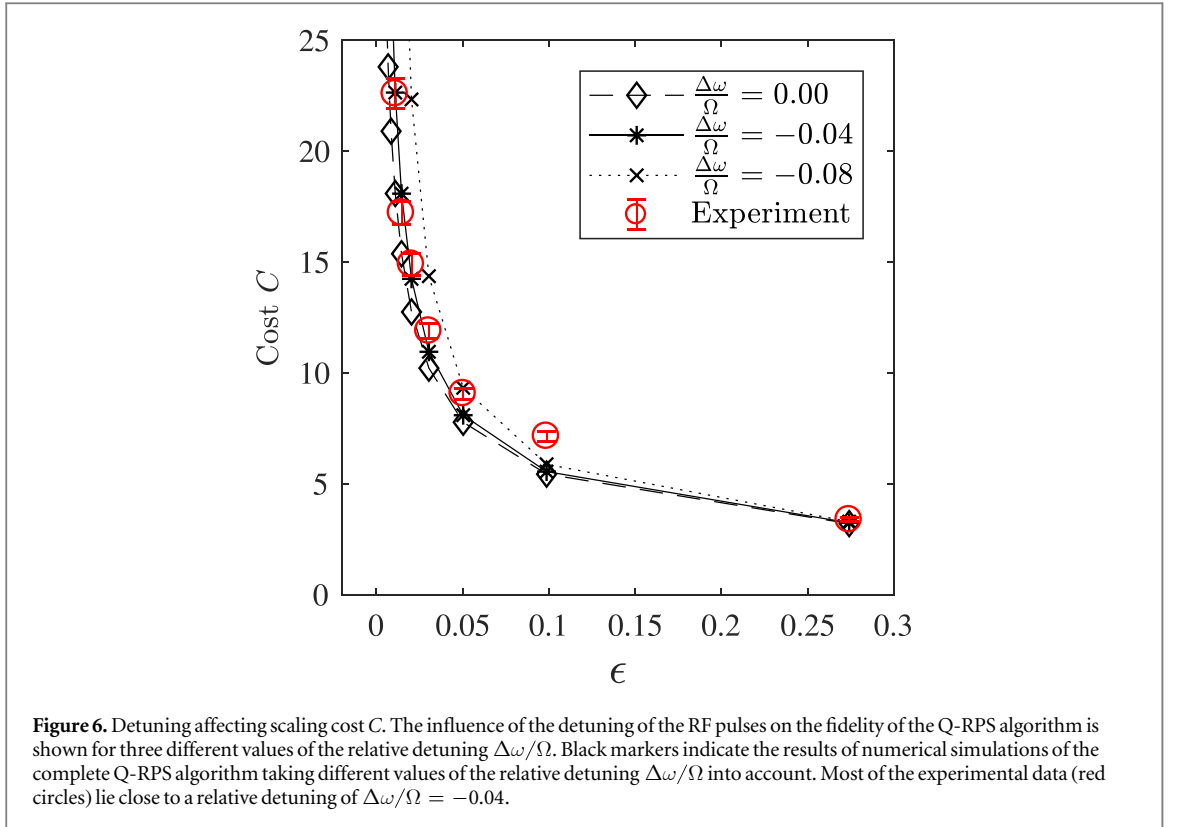 25
20
15
10
5
0
Cost C
0 0.05 0.1 0.15 0.2 0.25 0.3
ϵ
Δω/Ω = 0.00
Δω/Ω = −0.04
Δω/Ω = −0.08
Experiment
Figure 6. Detuning affecting scaling cost C. The influence of the detuning of the RF pulses on the fidelity of the Q-RPS algorithm is
shown for three different values of the relative detuning Δω/Ω. Black markers indicate the results of numerical simulations of the
complete Q-RPS algorithm taking different values of the relative detuning Δω/Ω into account. Most of the experimental data (red
circles) lie close to a relative detuning of Δω/Ω = −0.04.